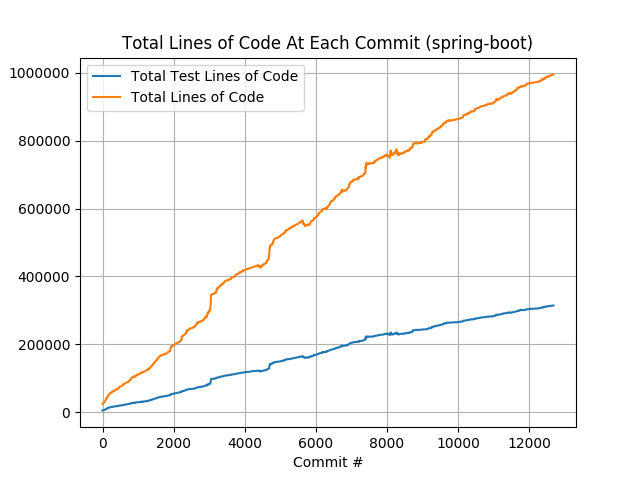 Total Lines of Code At Each Commit (spring-boot)
Total Test Lines of Code
Total Lines of Code
1000000
800000
600000
400000
200000
0
0 2000 4000 6000 8000 10000 12000
Commit #